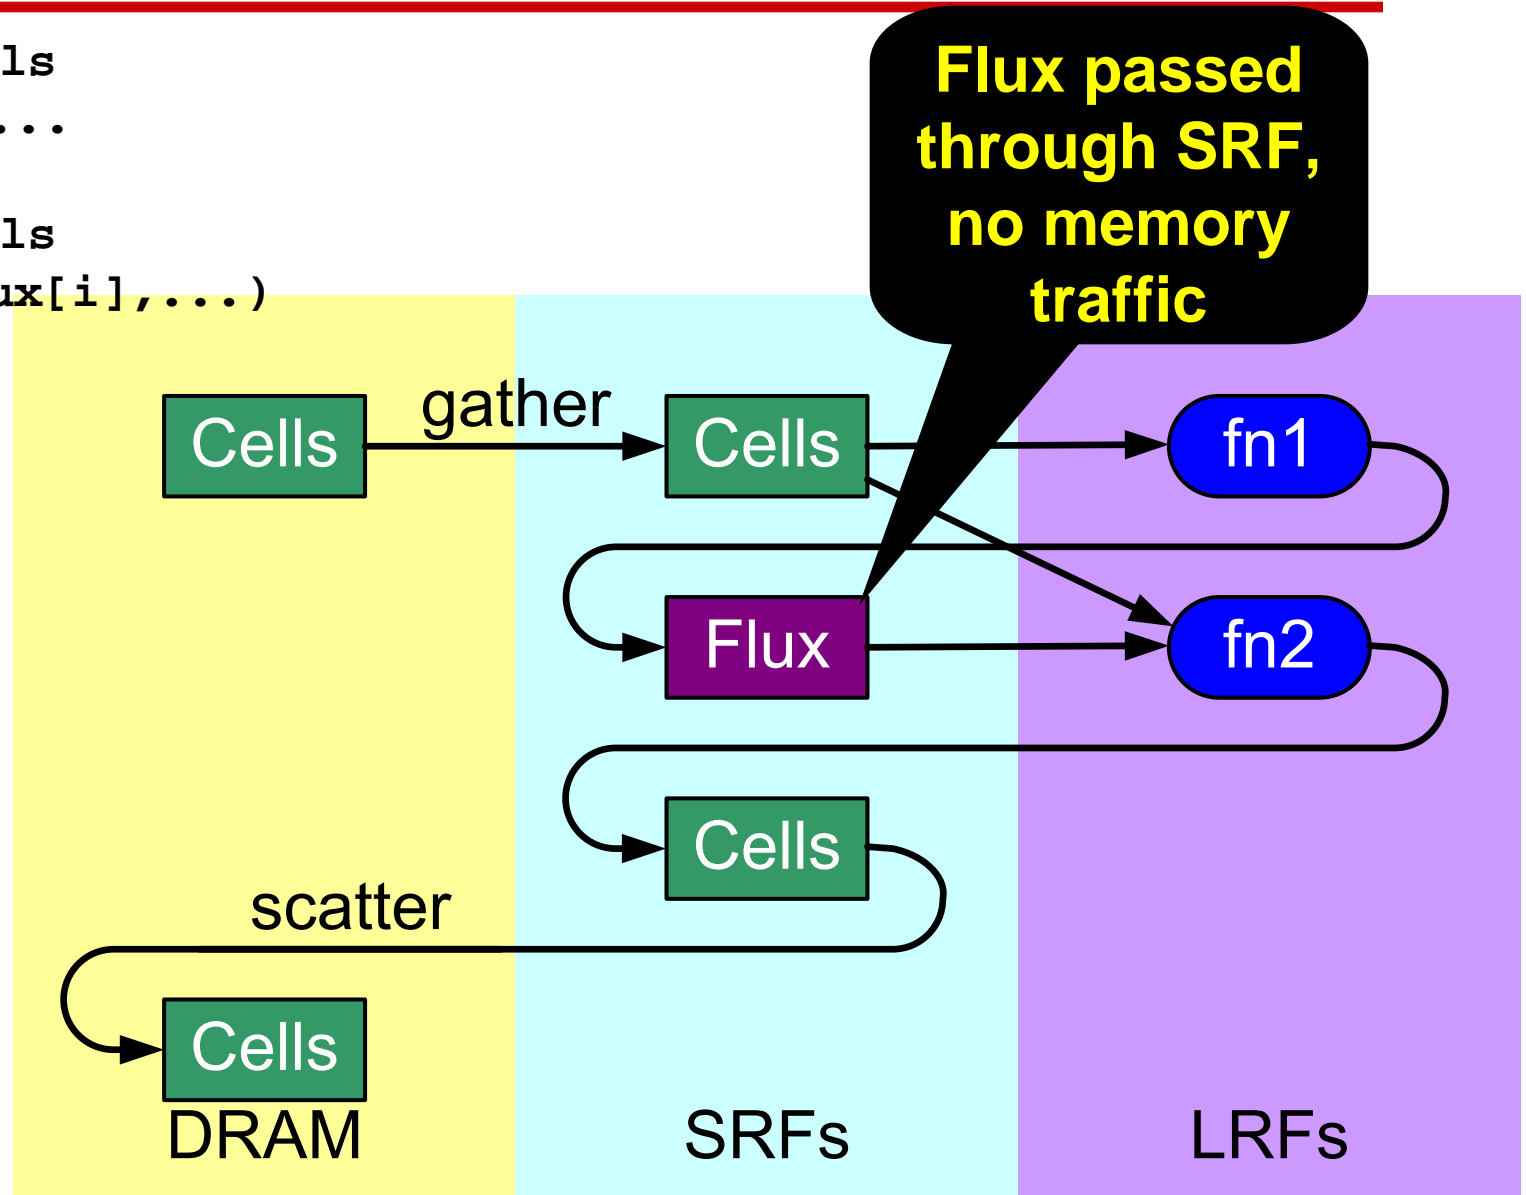 ls
...
ls
ux[i],...)
Flux passed
through SRF,
no memory
traffic
Cells
gather
Cells
fn1
Flux
fn2
Cells
scatter
Cells
DRAM
SRFs
LRFs